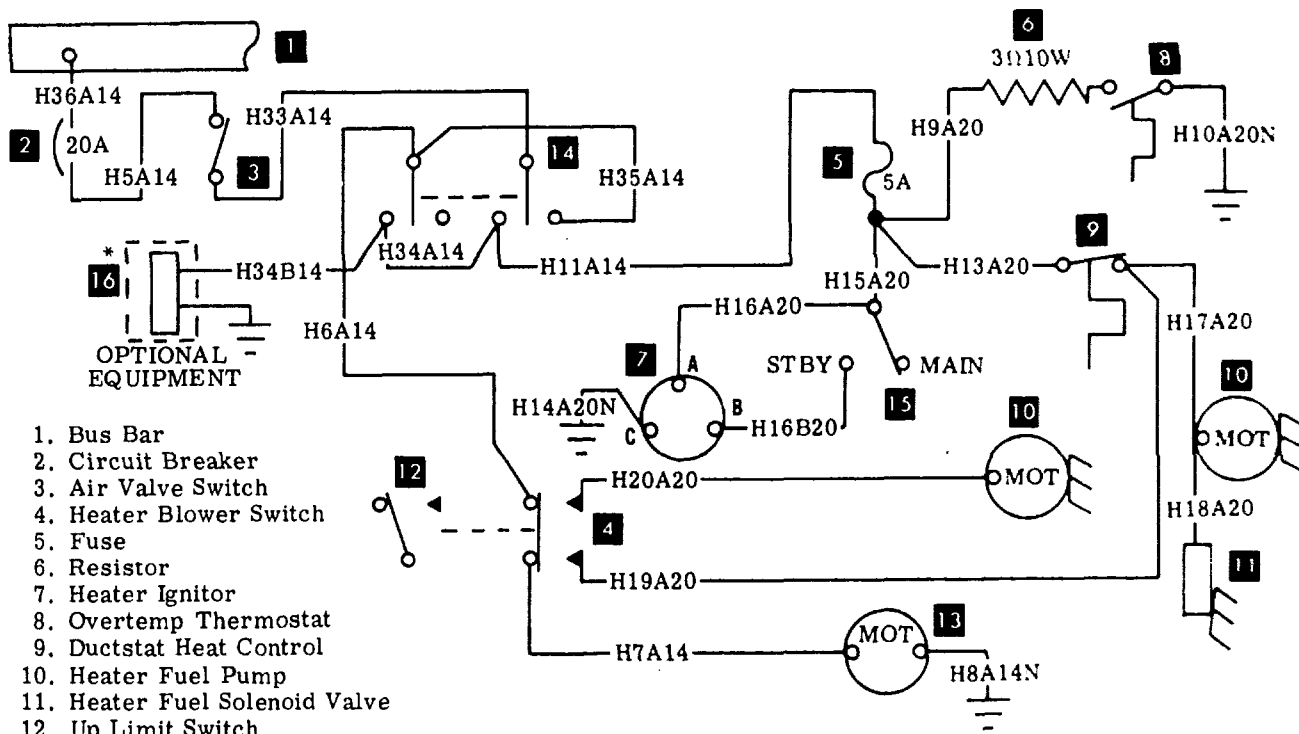 1
6
3Ω10W
8
H36A14
H33A14
2
20A
H5A14
3
14
H35A14
5
5A
H9A20
H10A20N
*
16
H34B14
H34A14
H11A14
H15A20
H13A20
9
OPTIONAL
EQUIPMENT
H6A14
H16A20
H17A20
7
A
STBY
MAIN
15
10
10
H14A20N
C
B
H16B20
MOT
MOT
12
H20A20
4
H18A20
H19A20
11
MOT
13
H7A14
H8A14N
1. Bus Bar
2. Circuit Breaker
3. Air Valve Switch
4. Heater Blower Switch
5. Fuse
6. Resistor
7. Heater Ignitor
8. Overtemp Thermostat
9. Ductstat Heat Control
10. Heater Fuel Pump
11. Heater Fuel Solenoid Valve
12. Up Limit Switch